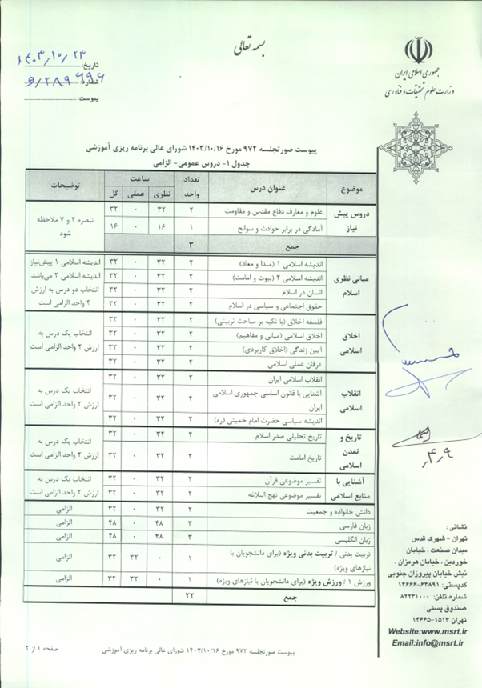 بسمه تعالی
جمهوری اسلامی ایران
وزارت علوم، تحقیقات و فناوری
تاریخ: ۱۴۰۳/۱۰/۲۳
شماره
پیوست
پیوست صورتجلسه ۹۷۲ مورخ ۱۴۰۳/۱۰/۱۶ شورای عالی برنامه ریزی آموزشی
جدول ۱- دروس عمومی- الزامی
موضوع عنوان درس تعداد واحد ساعت توضیحات
نظری عملی کل
دروس پیش نیاز
علوم و معارف دفاع مقدس و مقاومت ۲ ۳۲ ۰ ۳۲
آمادگی در برابر حوادث و سوانح ۱ ۱۶ ۰ ۱۶
تبصره ۲ و ۷ ملاحظه شود
جمع ۳
مبانی نظری اسلام
اندیشه اسلامی ۱ (مبدا و معاد) ۲ ۳۲ ۰ ۳۲
اندیشه اسلامی ۲ (نبوت و امامت) ۲ ۳۲ ۰ ۳۲
انسان در اسلام ۲ ۳۲ ۰ ۳۲
حقوق اجتماعی و سیاسی در اسلام ۲ ۳۲ ۰ ۳۲
اندیشه اسلامی ۱ پیش‌نیاز
اندیشه اسلامی ۲ می‌باشد
انتخاب دو درس به ارزش
۴ واحد الزامی است
اخلاق اسلامی
فلسفه اخلاق (با تکیه بر مباحث تربیتی) ۲ ۳۲ ۰ ۳۲
اخلاق اسلامی (مبانی و مفاهیم) ۲ ۳۲ ۰ ۳۲
آیین زندگی (اخلاق کاربردی) ۲ ۳۲ ۰ ۳۲
عرفان عملی اسلامی ۲ ۳۲ ۰ ۳۲
انتخاب یک درس به
ارزش ۲ واحد الزامی است
انقلاب اسلامی
انقلاب اسلامی ایران ۲ ۳۲ ۰ ۳۲
آشنایی با قانون اساسی جمهوری اسلامی ایران ۲ ۳۲ ۰ ۳۲
اندیشه سیاسی حضرت امام خمینی (ره) ۲ ۳۲ ۰ ۳۲
انتخاب یک درس به
ارزش ۲ واحد الزامی است
تاریخ و تمدن اسلامی
تاریخ تحلیلی صدر اسلام ۲ ۳۲ ۰ ۳۲
تاریخ امامت ۲ ۳۲ ۰ ۳۲
انتخاب یک درس به
ارزش ۲ واحد الزامی است
آشنایی با منابع اسلامی
تفسیر موضوعی قرآن ۲ ۳۲ ۰ ۳۲
تفسیر موضوعی نهج البلاغه ۲ ۳۲ ۰ ۳۲
انتخاب یک درس به
ارزش ۲ واحد الزامی است
دانش خانواده و جمعیت ۲ ۳۲ ۰ ۳۲ الزامی
زبان فارسی ۳ ۴۸ ۰ ۴۸ الزامی
زبان انگلیسی ۳ ۴۸ ۰ ۴۸ الزامی
تربیت بدنی / تربیت بدنی ویژه (برای دانشجویان با نیازهای ویژه) ۱ ۰ ۳۲ ۳۲ الزامی
ورزش ۱ / ورزش ویژه (برای دانشجویان با نیازهای ویژه) ۱ ۰ ۳۲ ۳۲ الزامی
جمع ۲۲
نشانی:
تهران - شهرک قدس
میدان صنعت - خیابان
خوردین - خیابان هرمزان -
نبش خیابان پیروزان جنوبی
کدپستی: ۱۴۶۶۶-۶۴۸۹۱
شماره تلفن: ۸۲۲۳۱۰۰۰
صندوق پستی
تهران ۱۵۱۳-۱۴۶۶۵
Website:www.msrt.ir
Email:info@msrt.ir
پیوست صورتجلسه ۹۷۲ مورخ ۱۴۰۳/۱۰/۱۶ شورای عالی برنامه ریزی آموزشی
صفحه ۱ از ۲